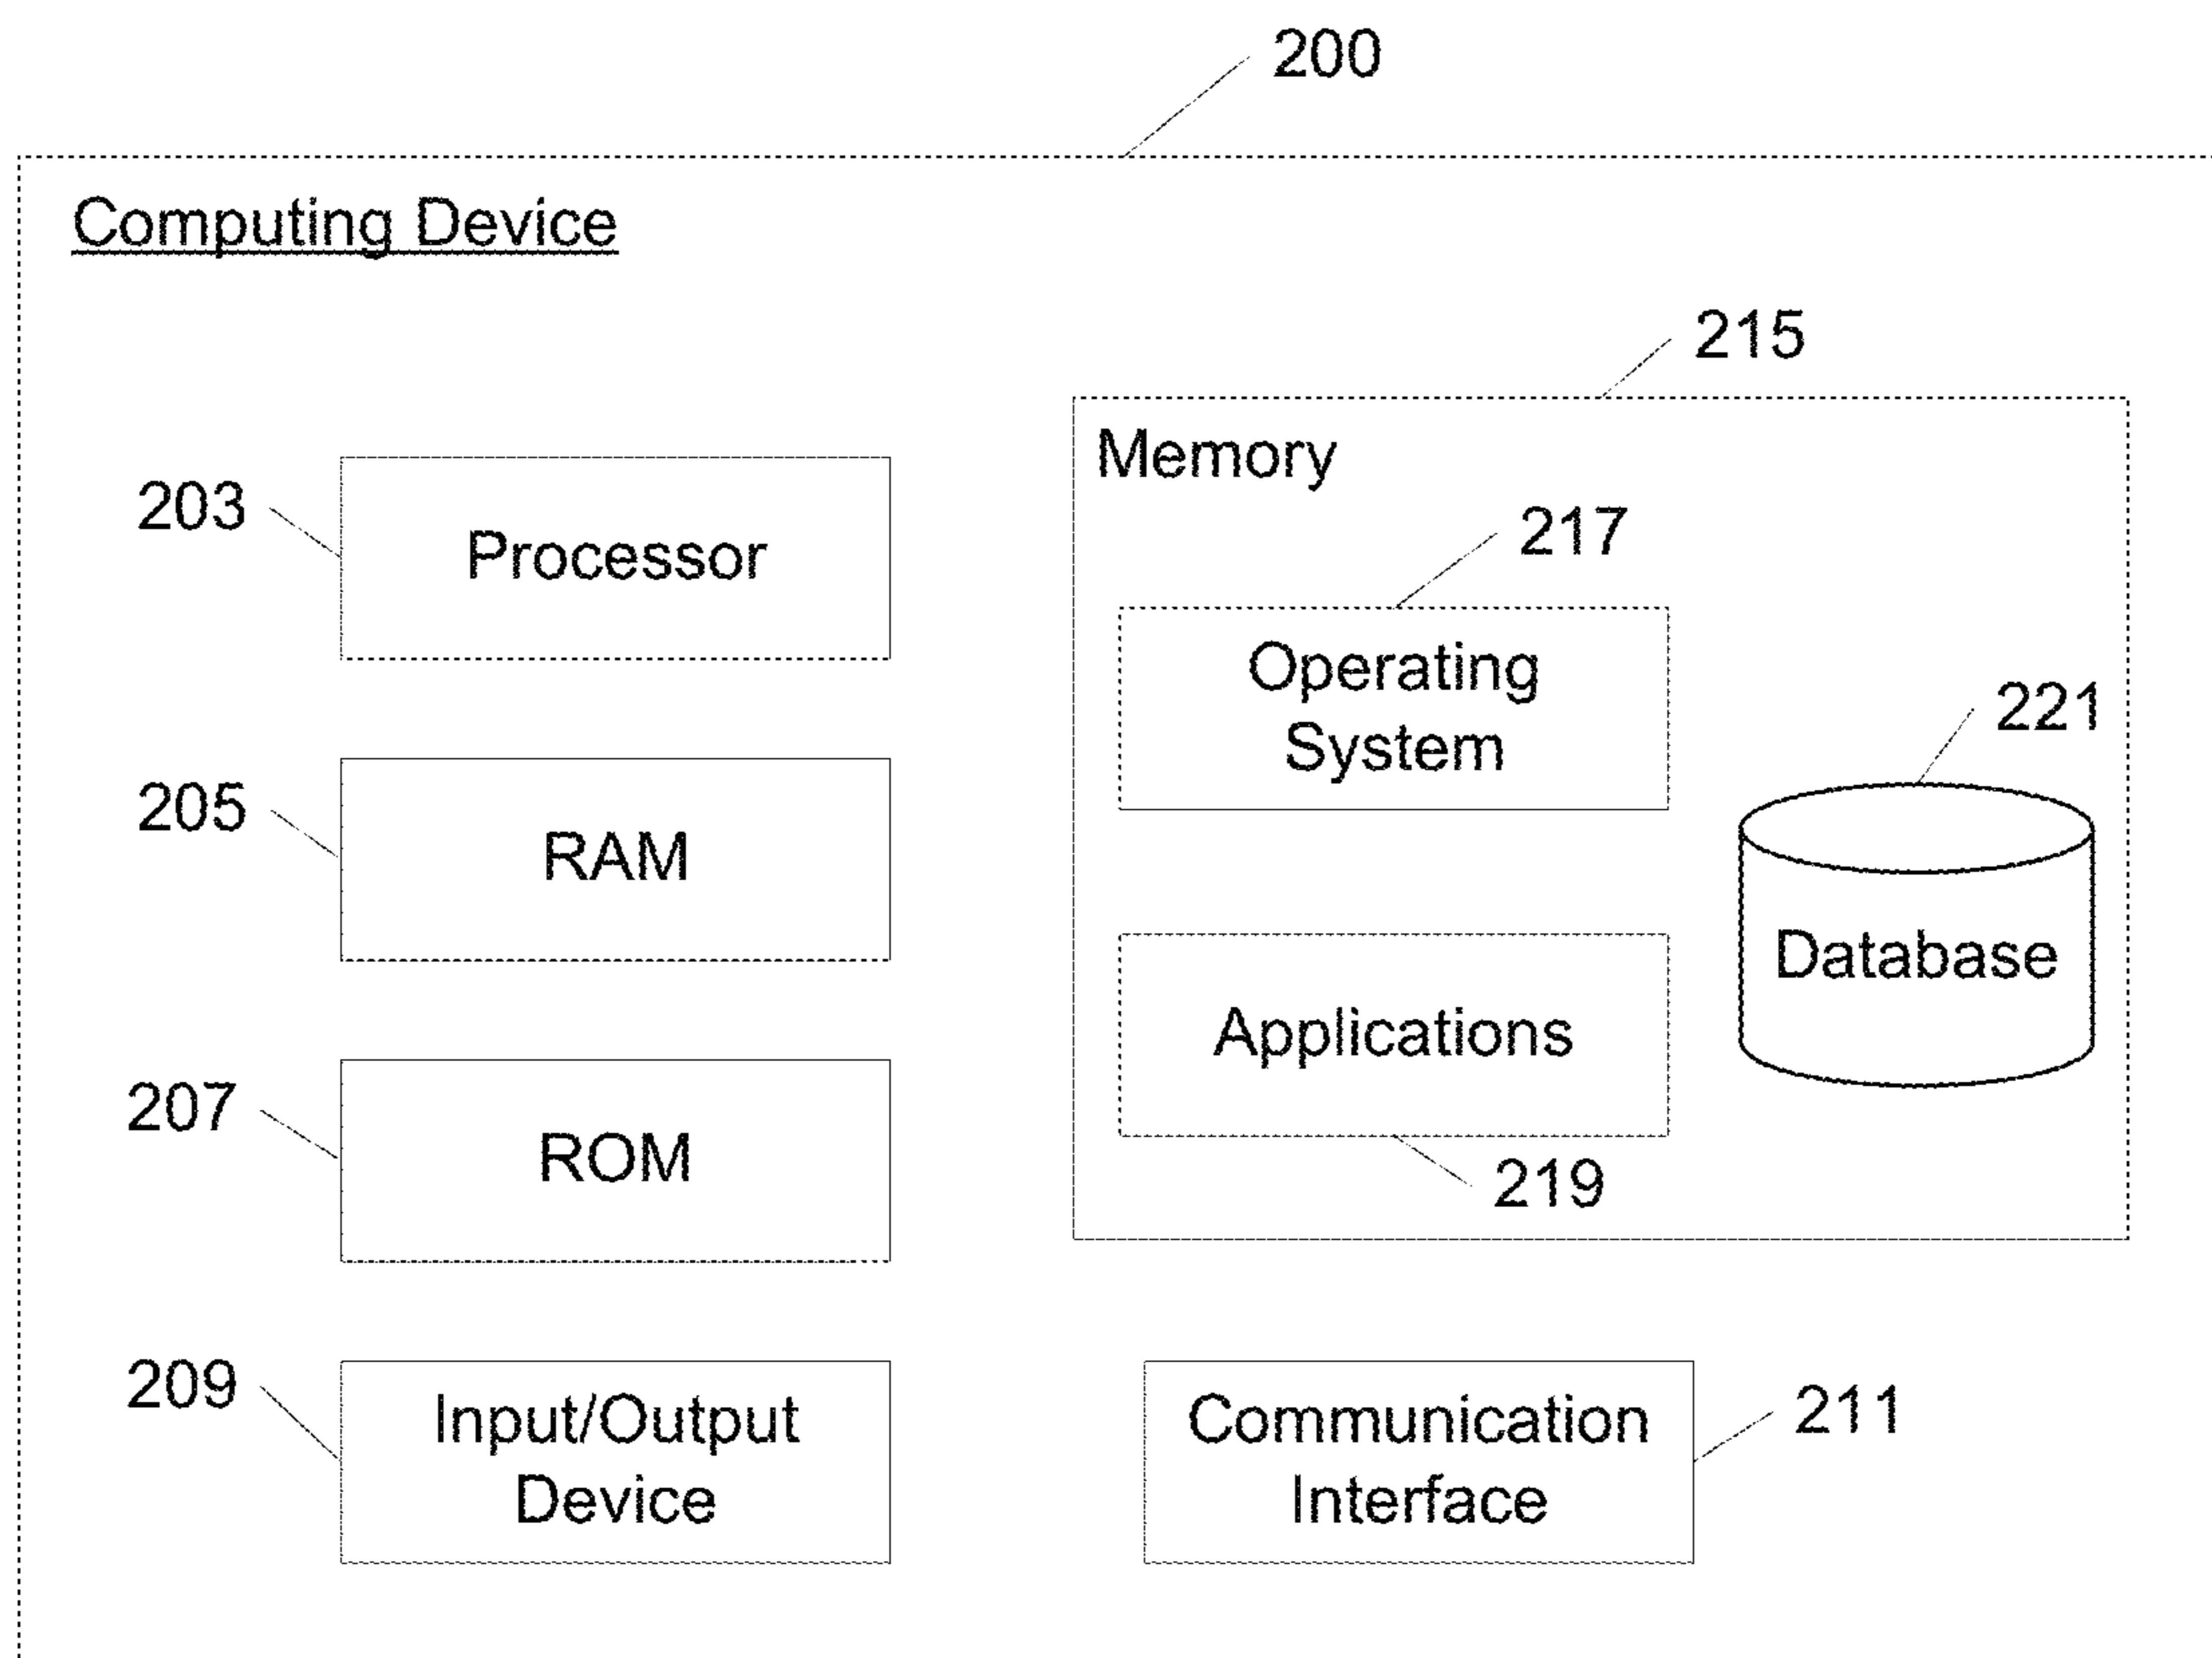 200
Computing Device
215
Memory
203
Processor
217
Operating
System
221
205
RAM
Database
Applications
207
ROM
219
209
Input/Output
Device
Communication
Interface
211